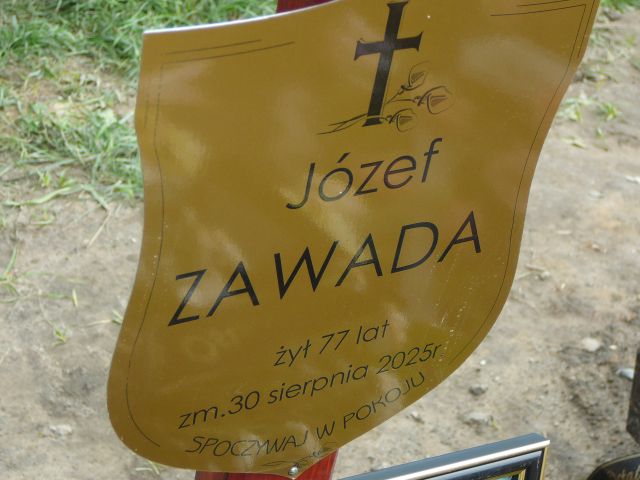 Józef
ZAWADA
żył 77 lat
zm.30 sierpnia 2025r
SPOCZYWAJ W POKOJU